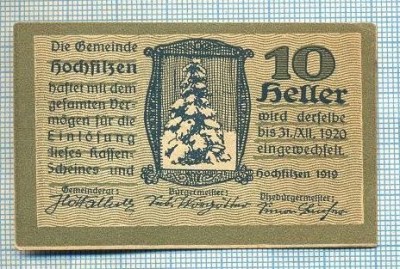 Die Gemeinde
Hochfilzen
haftet mit dem
gesamten Ver-
mögen für die
Einlösung
dieses Kassen-
Scheines und
10
Heller
wird derselbe
bis 31./XII. 1920
eingewechselt.
Hochfilzen 1919
Gemeinderat:
Bürgermeister:
Vizebürgermeister: